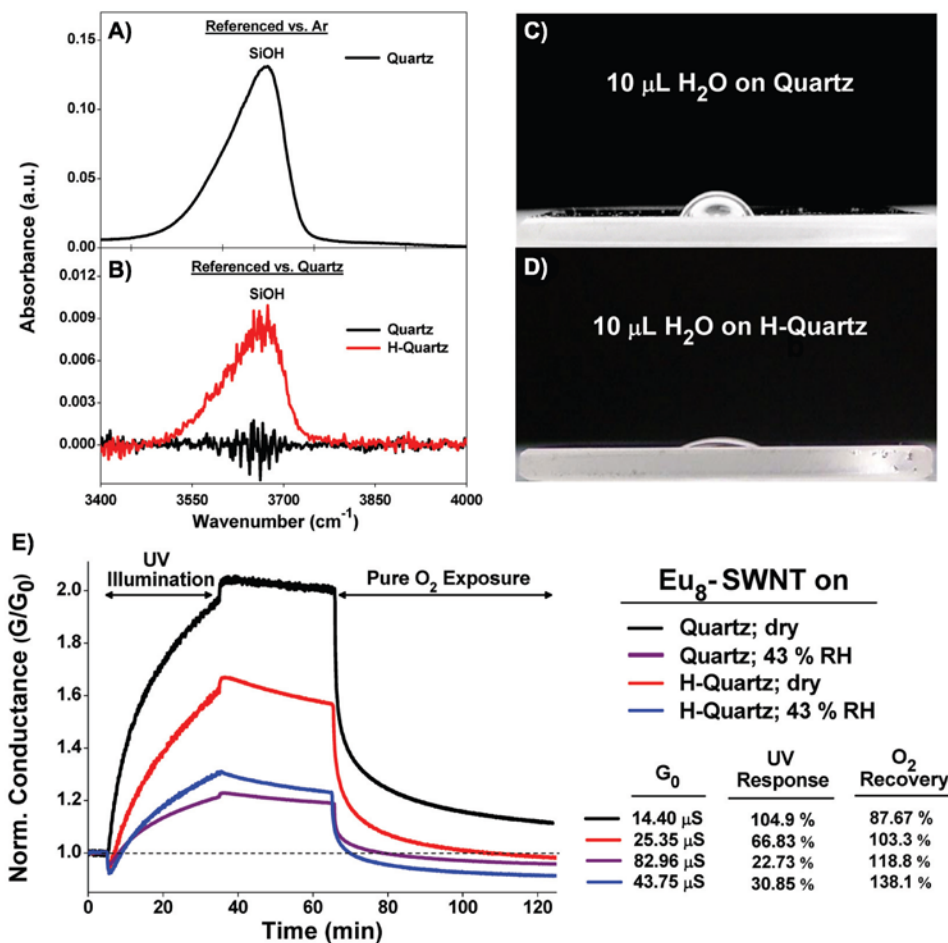 A)
Referenced vs. Ar
SiOH
Quartz
0.15
0.10
0.05
0.00
Absorbance (a.u.)
B)
Referenced vs. Quartz
SiOH
Quartz
H-Quartz
0.012
0.009
0.006
0.003
0.000
3400 3550 3700 3850 4000
Wavenumber (cm⁻¹)
C)
10 μL H₂O on Quartz
D)
10 μL H₂O on H-Quartz
E)
UV
Illumination
Pure O₂ Exposure
2.0
1.8
1.6
1.4
1.2
1.0
Norm. Conductance (G/G₀)
0 20 40 60 80 100 120
Time (min)
Eu₈-SWNT on
Quartz; dry
Quartz; 43 % RH
H-Quartz; dry
H-Quartz; 43 % RH
G₀ UV Response O₂ Recovery
14.40 μS 104.9 % 87.67 %
25.35 μS 66.83 % 103.3 %
82.96 μS 22.73 % 118.8 %
43.75 μS 30.85 % 138.1 %